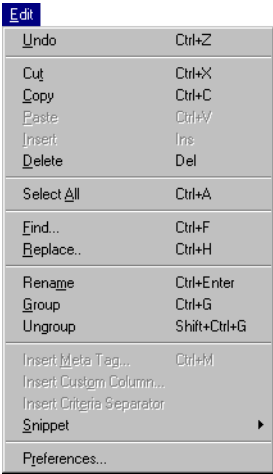 Edit
Undo Ctrl+Z
Cut Ctrl+X
Copy Ctrl+C
Paste Ctrl+V
Insert Ins
Delete Del
Select All Ctrl+A
Find... Ctrl+F
Replace.. Ctrl+H
Rename Ctrl+Enter
Group Ctrl+G
Ungroup Shift+Ctrl+G
Insert Meta Tag... Ctrl+M
Insert Custom Column...
Insert Criteria Separator
Snippet
Preferences...